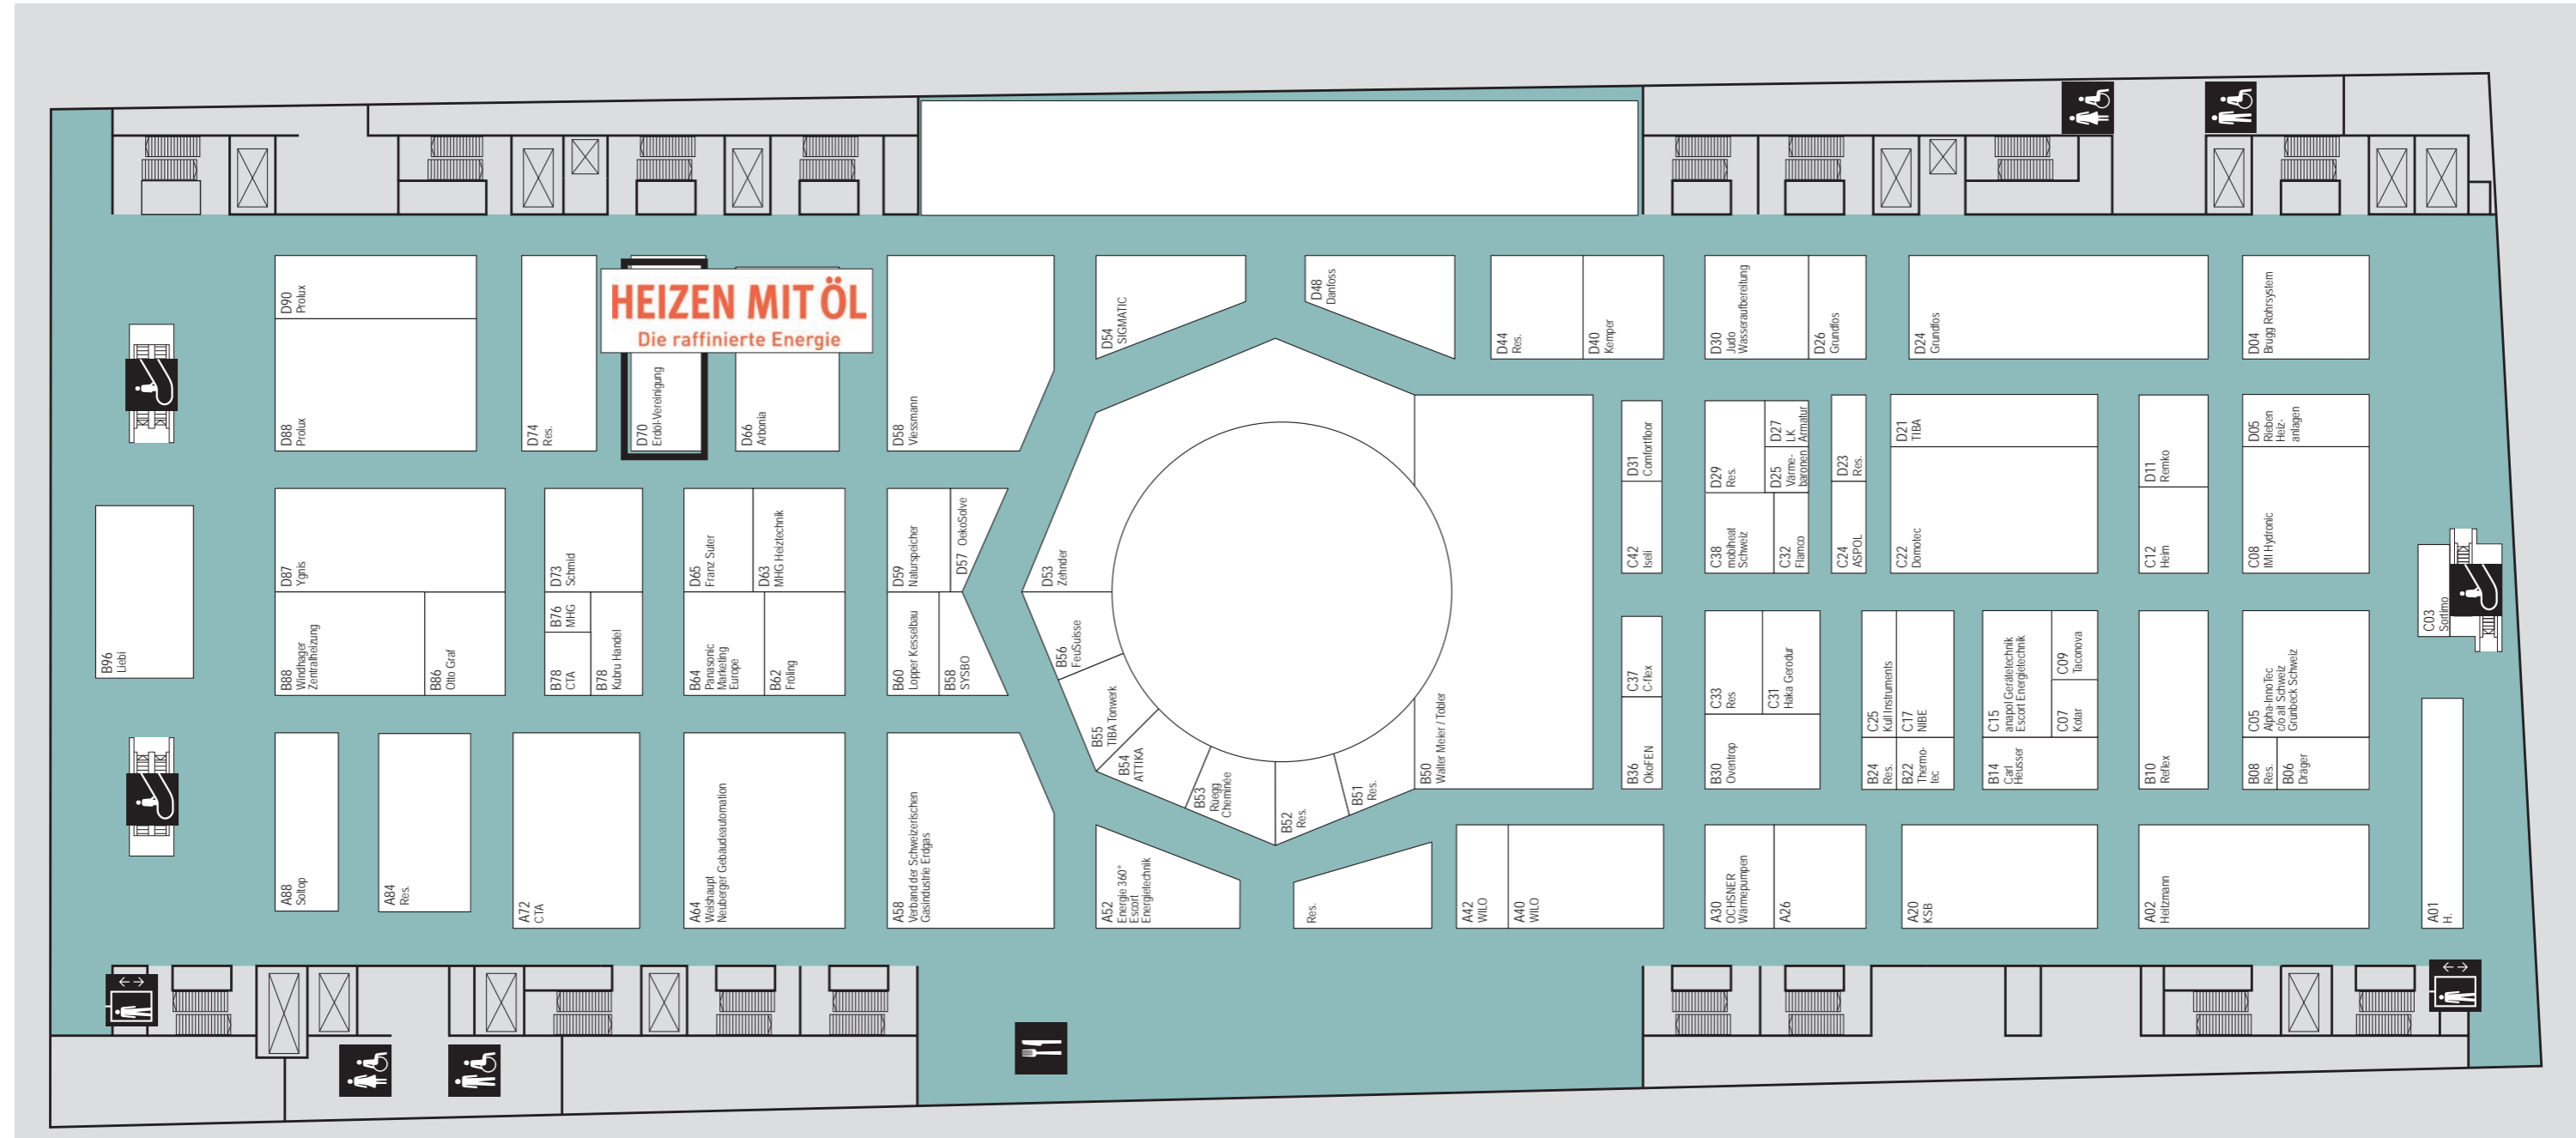 D90
Prolux
D88
Prolux
D74
Res.
HEIZEN MIT ÖL
Die raffinierte Energie
D70
Erdöl-Vereinigung
D66
Arbonia
D58
Viessmann
D54
SIGMATIC
D48
Danfoss
D44
Res.
D40
Kemper
D30
Judo
Wasseraufbereitung
D26
Grundfos
D24
Grundfos
D04
Brugg Rohrsystem
D31
Comfortfloor
D29
Res.
D27
LK
Armatur
D25
Värme-
baronen
D23
Res.
D21
TIBA
D11
Remko
D05
Rieben
Heiz-
anlagen
B96
Liebi
D87
Ygnis
D73
Schmid
D65
Franz Suter
D63
MHG Heiztechnik
D59
Naturspeicher
D57 OekoSolve
D53
Zehnder
C42
Iseli
C38
mobiheat
Schweiz
C32
Flamco
C24
ASPOL
C22
Domotec
C12
Heim
C08
IMI Hydronic
C03
Sortimo
B88
Windhager
Zentralheizung
B86
Otto Graf
B76
MHG
B78
CTA
B78
Kubru Handel
B64
Panasonic
Marketing
Europe
B62
Fröling
B60
Lopper Kesselbau
B58
SYSBO
B56
FeuSuisse
B55
TIBA Tonwerk
B54
ATTIKA
B53
Rüegg
Cheminée
B52
Res.
B51
Res.
B50
Walter Meier / Tobler
C37
C-flex
B36
ÖkoFEN
C33
Res
C31
Haka Gerodur
B30
Oventrop
C25
Kull Instruments
C17
NIBE
B24
Res.
B22
Thermo-
tec
C15
anapol Gerätetechnik
Escort Energietechnik
C09
Taconova
C07
Kotar
B14
Carl
Heusser
B10
Reflex
C05
Alpha-InnoTec
c/o ait Schweiz
Grünbeck Schweiz
B08
Res.
B06
Dräger
A88
Soltop
A84
Res.
A72
CTA
A64
Weishaupt
Neuberger Gebäudeautomation
A58
Verband der Schweizerischen
Gasindustrie Erdgas
A52
Energie 360°
Escort
Energietechnik
Res.
A42
WILO
A40
WILO
A30
OCHSNER
Wärmepumpen
A26
A20
KSB
A02
Heitzmann
A01
H.